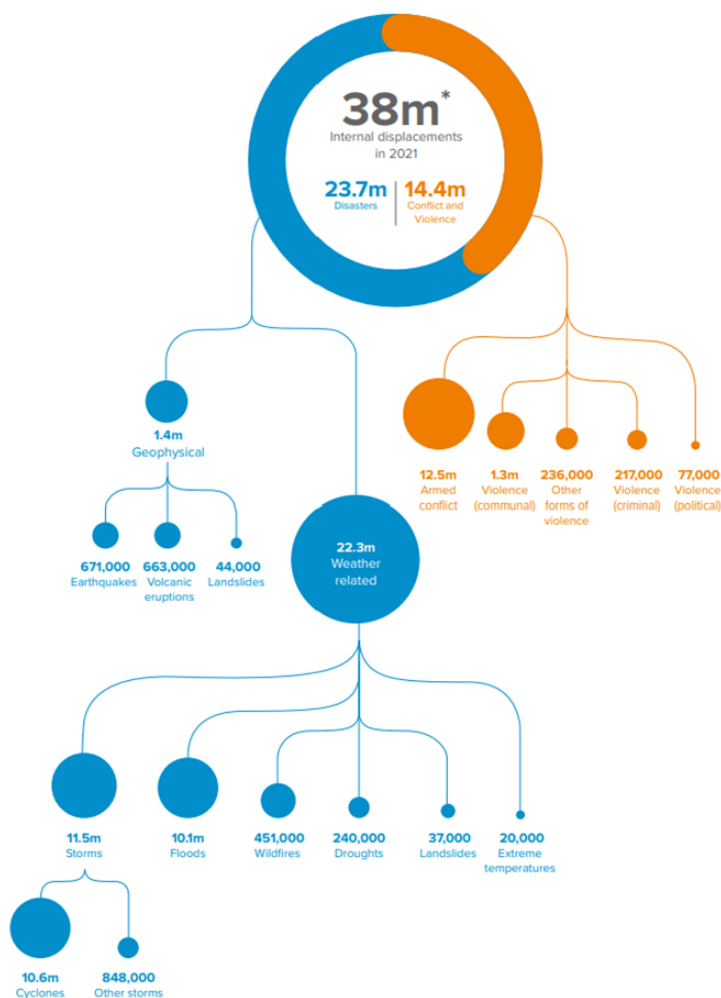 38m*
Internal displacements
in 2021
23.7m
Disasters
14.4m
Conflict and
Violence
1.4m
Geophysical
671,000
Earthquakes
663,000
Volcanic
eruptions
44,000
Landslides
12.5m
Armed
conflict
1.3m
Violence
(communal)
236,000
Other
forms of
violence
217,000
Violence
(criminal)
77,000
Violence
(political)
22.3m
Weather
related
11.5m
Storms
10.1m
Floods
451,000
Wildfires
240,000
Droughts
37,000
Landslides
20,000
Extreme
temperatures
10.6m
Cyclones
848,000
Other storms